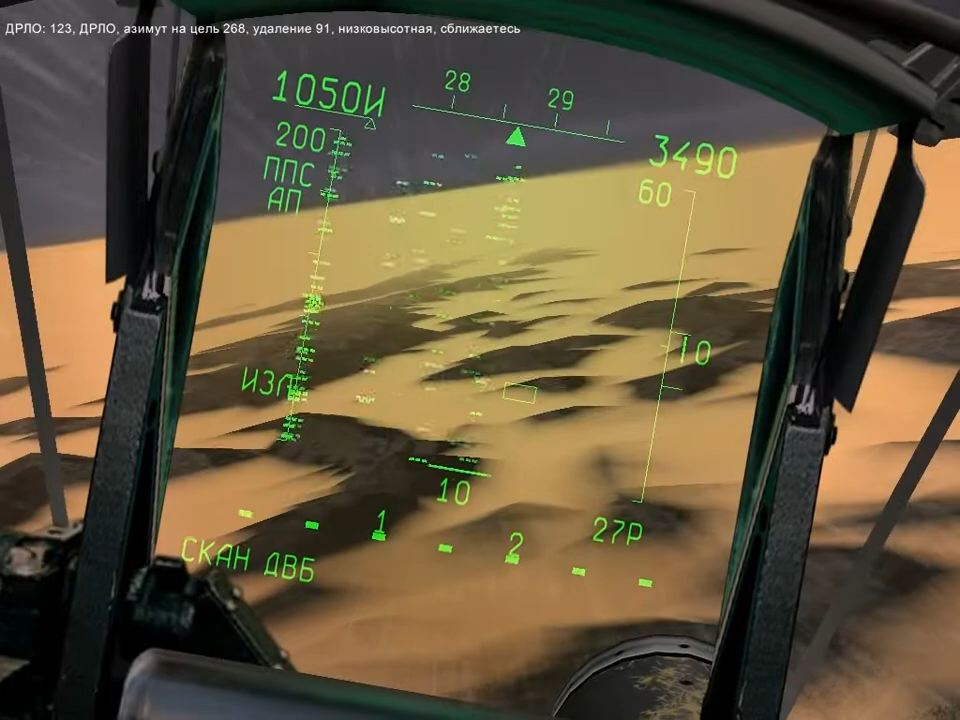 ДРЛО: 123, ДРЛО, азимут на цель 268, удаление 91, низковысотная, сближаетесь
1050И
28
29
3490
200
60
ППС
АП
10
ИЗЛ
10
1
2
27Р
СКАН ДВБ